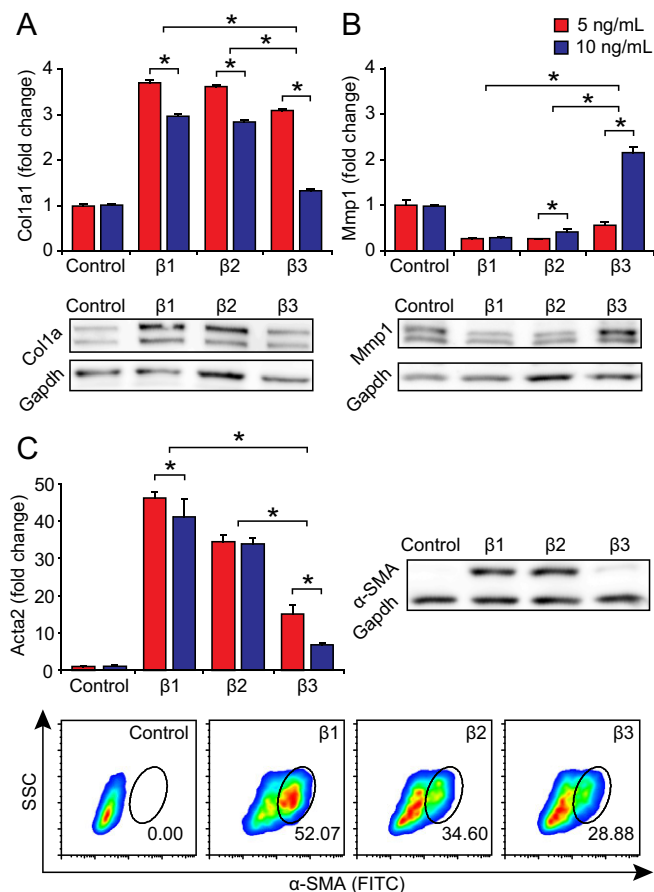 A
B
5 ng/mL
10 ng/mL
* * * * *
* * * *
Col1a1 (fold change)
4
3
2
1
0
Control β1 β2 β3
Mmp1 (fold change)
4
3
2
1
0
Control β1 β2 β3
Control β1 β2 β3
Col1a
Gapdh
Control β1 β2 β3
Mmp1
Gapdh
C
* * * *
Acta2 (fold change)
50
40
30
20
10
0
Control β1 β2 β3
Control β1 β2 β3
α-SMA
Gapdh
SSC
Control
0.00
β1
52.07
β2
34.60
β3
28.88
α-SMA (FITC)